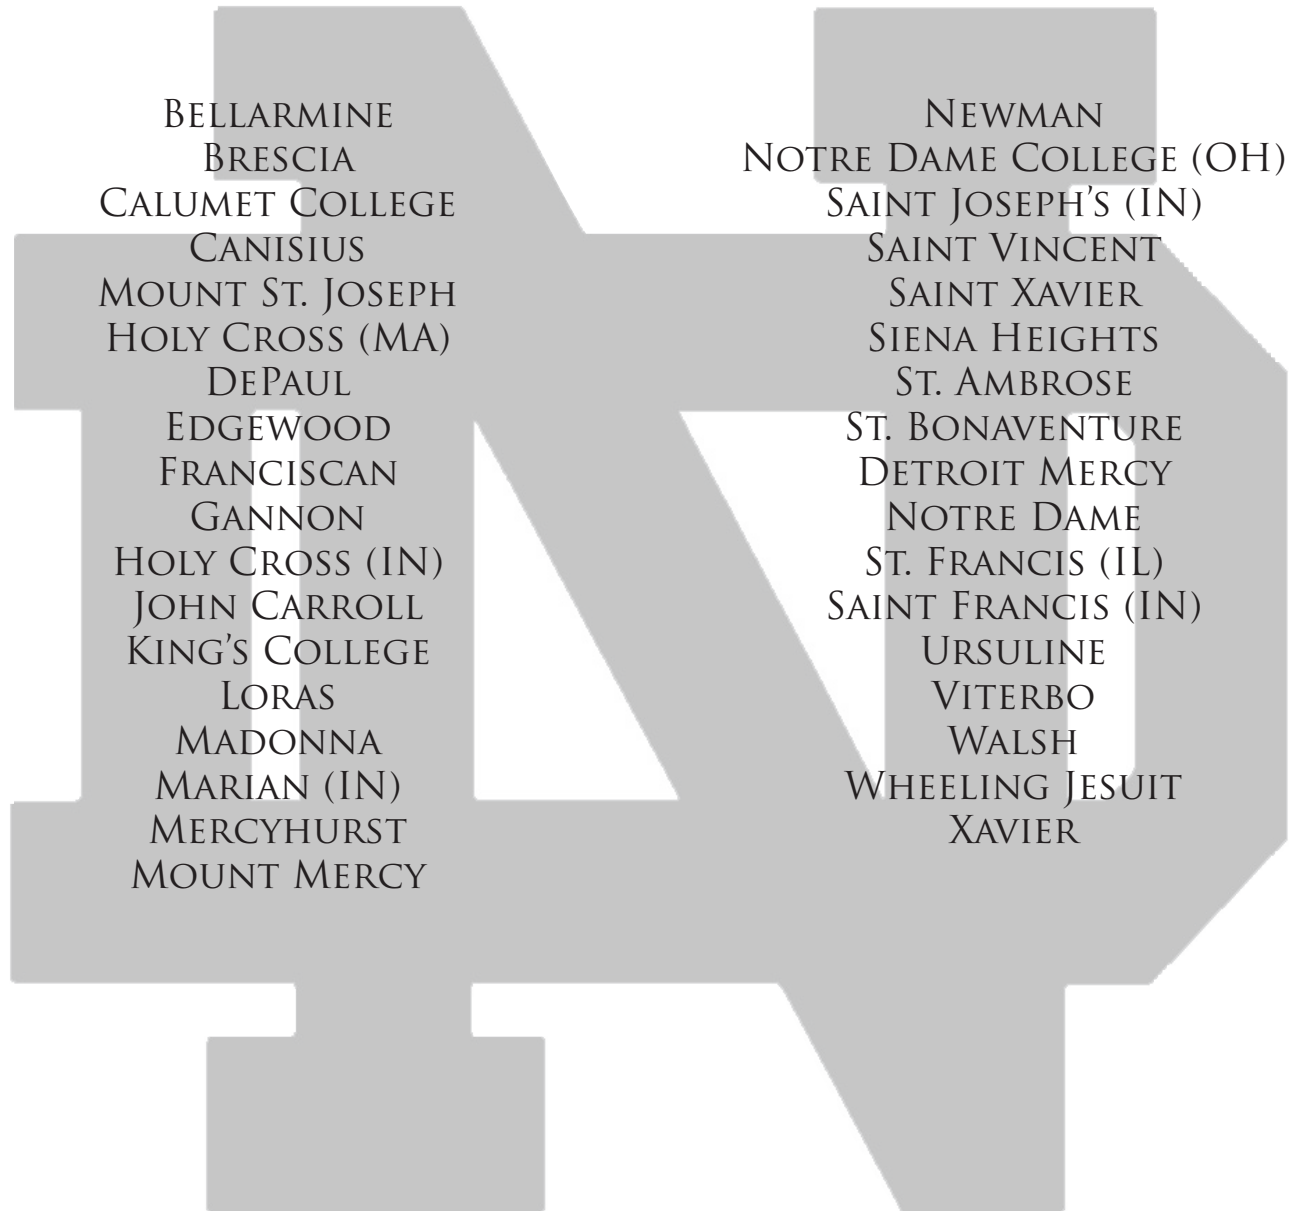 Bellarmine
Brescia
Calumet College
Canisius
Mount St. Joseph
Holy Cross (MA)
DePaul
Edgewood
Franciscan
Gannon
Holy Cross (IN)
John Carroll
King's College
Loras
Madonna
Marian (IN)
Mercyhurst
Mount Mercy
Newman
Notre Dame College (OH)
Saint Joseph's (IN)
Saint Vincent
Saint Xavier
Siena Heights
St. Ambrose
St. Bonaventure
Detroit Mercy
Notre Dame
St. Francis (IL)
Saint Francis (IN)
Ursuline
Viterbo
Walsh
Wheeling Jesuit
Xavier